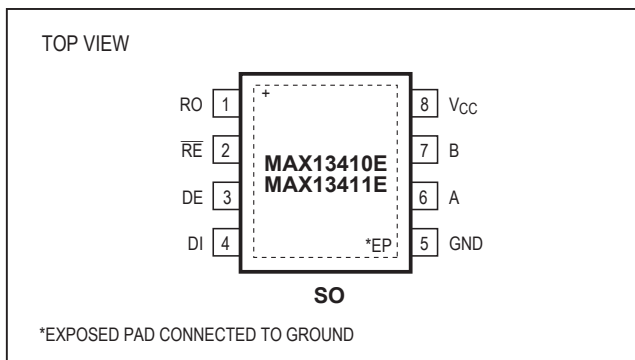 TOP VIEW
RO 1 + 8 VCC
RE 2 7 B
MAX13410E
MAX13411E
DE 3 6 A
DI 4 *EP 5 GND
SO
*EXPOSED PAD CONNECTED TO GROUND